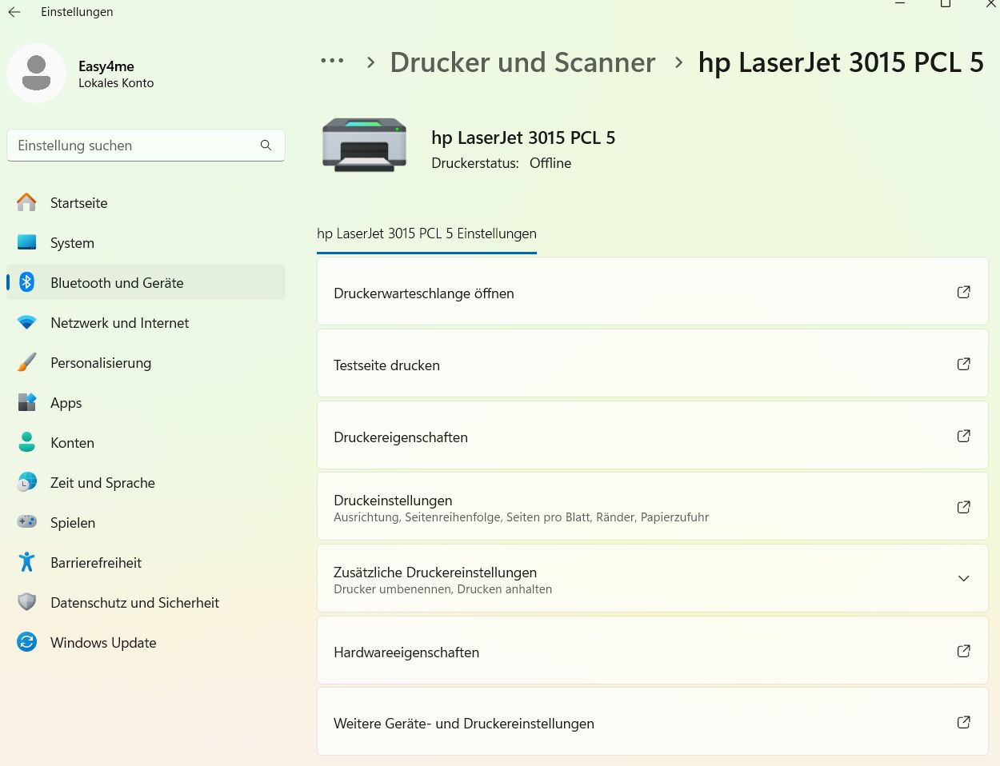 Einstellungen
Easy4me
Lokales Konto
Einstellung suchen
Startseite
System
Bluetooth und Geräte
Netzwerk und Internet
Personalisierung
Apps
Konten
Zeit und Sprache
Spielen
Barrierefreiheit
Datenschutz und Sicherheit
Windows Update
... > Drucker und Scanner > hp LaserJet 3015 PCL 5
hp LaserJet 3015 PCL 5
Druckerstatus: Offline
hp LaserJet 3015 PCL 5 Einstellungen
Druckerwarteschlange öffnen
Testseite drucken
Druckereigenschaften
Druckeinstellungen
Ausrichtung, Seitenreihenfolge, Seiten pro Blatt, Ränder, Papierzufuhr
Zusätzliche Druckereinstellungen
Drucker umbenennen, Drucken anhalten
Hardwareeigenschaften
Weitere Geräte- und Druckereinstellungen